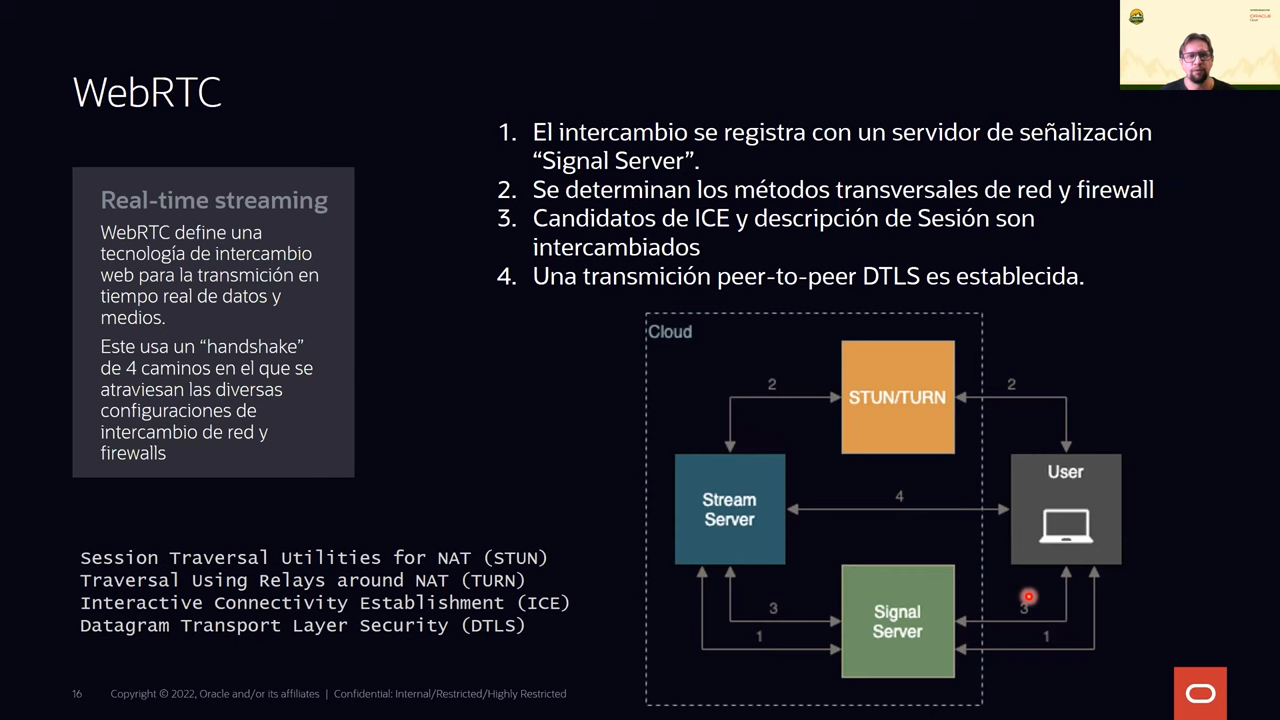 WebRTC
Real-time streaming
WebRTC define una
tecnología de intercambio
web para la transmición en
tiempo real de datos y
medios.
Este usa un “handshake”
de 4 caminos en el que se
atraviesan las diversas
configuraciones de
intercambio de red y
firewalls
1. El intercambio se registra con un servidor de señalización
“Signal Server”.
2. Se determinan los métodos transversales de red y firewall
3. Candidatos de ICE y descripción de Sesión son
intercambiados
4. Una transmición peer-to-peer DTLS es establecida.
Cloud
2
2
STUN/TURN
Stream
Server
4
User
Signal
Server
3
3
1
1
Session Traversal Utilities for NAT (STUN)
Traversal Using Relays around NAT (TURN)
Interactive Connectivity Establishment (ICE)
Datagram Transport Layer Security (DTLS)
16 Copyright © 2022, Oracle and/or its affiliates | Confidential: Internal/Restricted/Highly Restricted